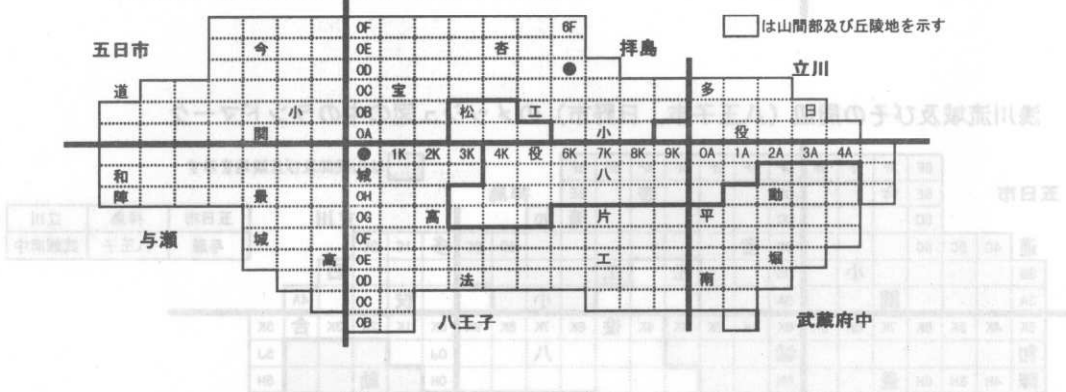 は山間部及び丘陵地を示す
0F 6F
五日市 今 0E 杏 拝島
0D ●
立川
道 0C 宝 多
小 0B 松 工 日
関 0A 小 役
● 1K 2K 3K 4K 役 6K 7K 8K 9K 0A 1A 2A 3A 4A
和 城 八
陣 景 0H 動
0G 高 片 平
与瀬 城 0F
高 0E 工 堀
0D 法 南
0C
0B 八王子 武蔵府中